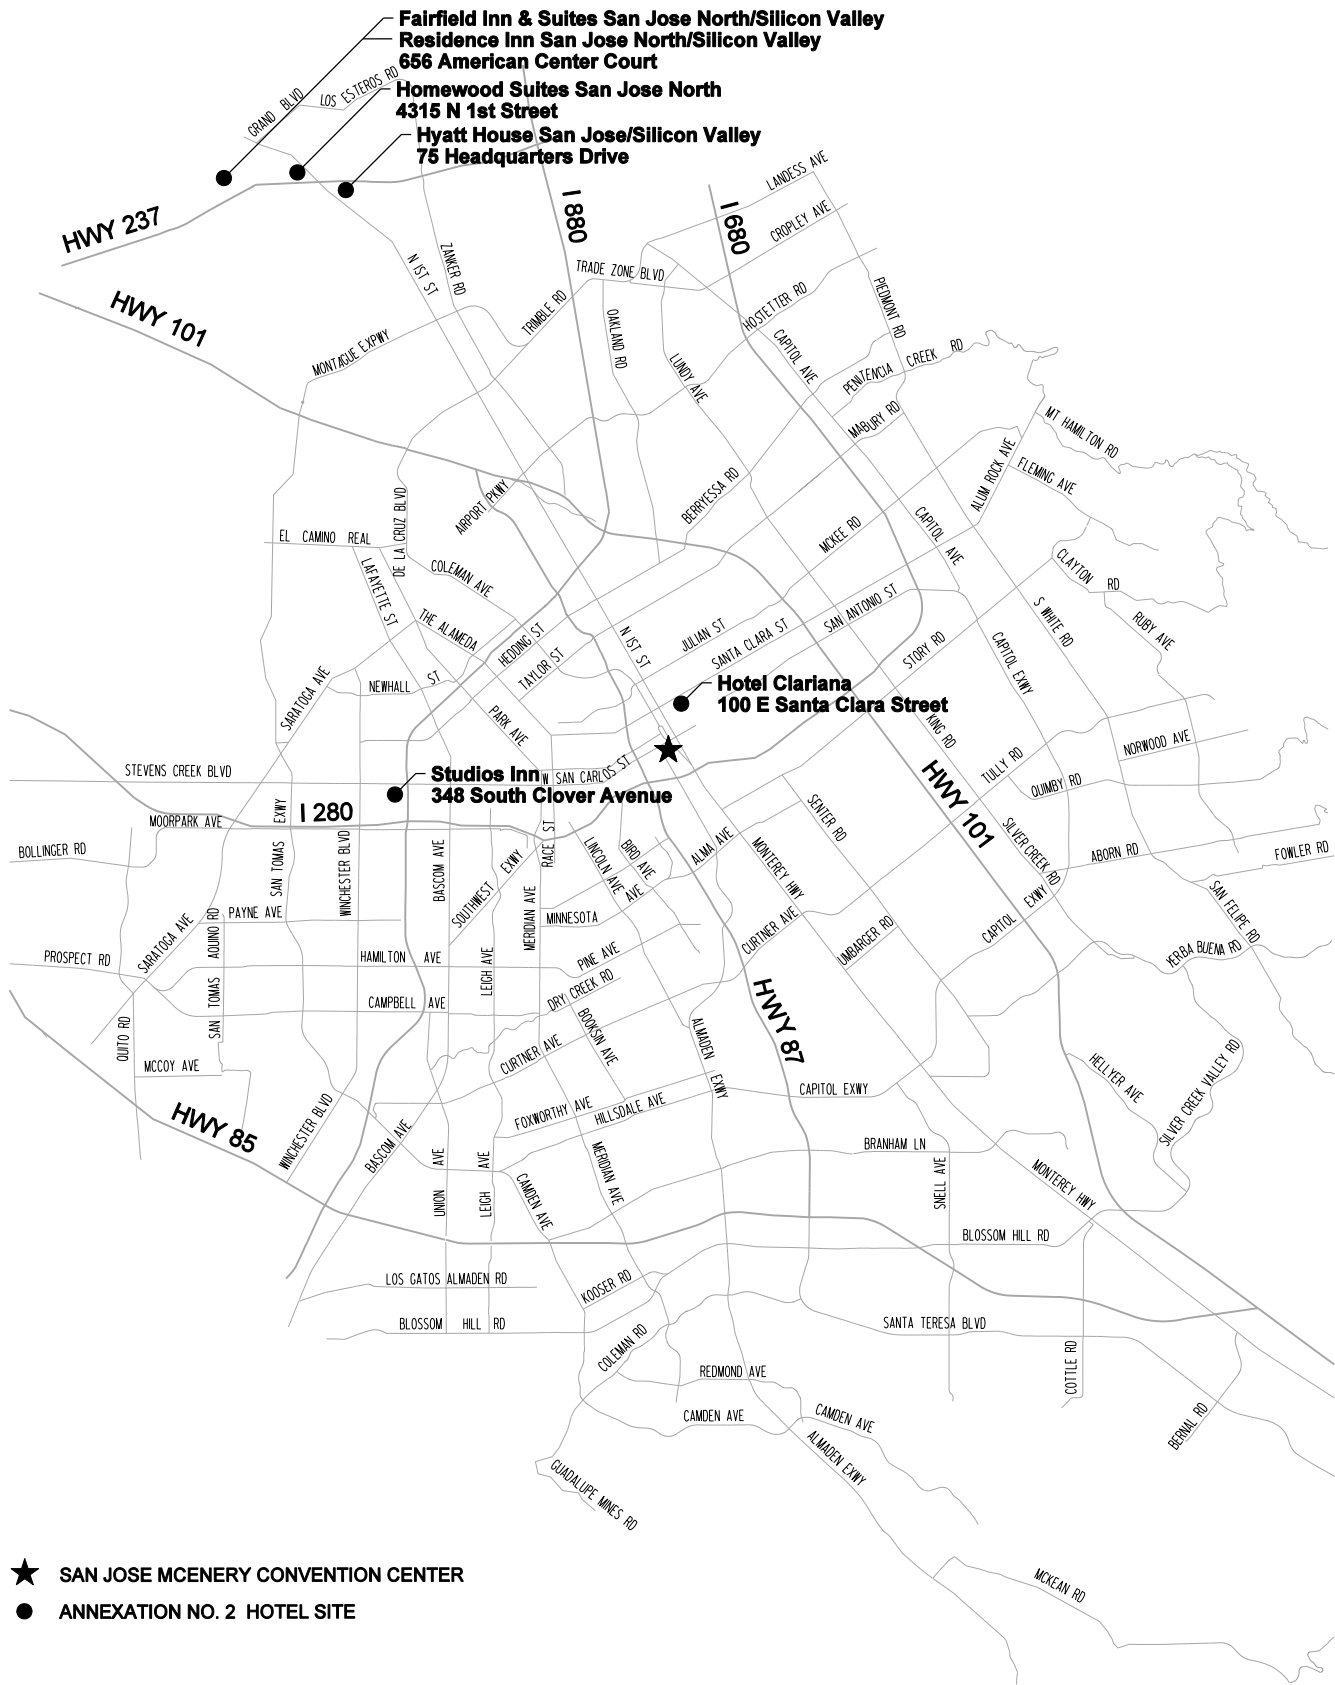 Fairfield Inn & Suites San Jose North/Silicon Valley
Residence Inn San Jose North/Silicon Valley
656 American Center Court
GRAND BLVD
LOS ESTEROS RD
Homewood Suites San Jose North
4315 N 1st Street
Hyatt House San Jose/Silicon Valley
75 Headquarters Drive
LANDESS AVE
CROPLEY AVE
HWY 237
I 880
I 680
N 1ST ST
ZANKER RD
TRADE ZONE BLVD
HWY 101
TRIMBLE RD
OAKLAND RD
HOSTETTER RD
PIEDMONT RD
MONTAGUE EXPWY
LUNDY AVE
CAPITOL AVE
PENITENCIA CREEK RD
MABURY RD
MT HAMILTON RD
ALUM ROCK AVE
FLEMING AVE
BERRYESSA RD
AIRPORT PKWY
DE LA CRUZ BLVD
EL CAMINO REAL
MCKEE RD
CAPITOL AVE
CLAYTON RD
LAFAYETTE ST
COLEMAN AVE
THE ALAMEDA
HEDDING ST
TAYLOR ST
N 1ST ST
JULIAN ST
SANTA CLARA ST
SAN ANTONIO ST
STORY RD
CAPITOL EXWY
S WHITE RD
RUBY AVE
SARATOGA AVE
NEWHALL ST
PARK AVE
Hotel Clariana
100 E Santa Clara Street
KING RD
TULLY RD
NORWOOD AVE
QUIMBY RD
STEVENS CREEK BLVD
Studios Inn
348 South Clover Avenue
W SAN CARLOS ST
I 280
HWY 101
MOORPARK AVE
SAN TOMAS EXWY
WINCHESTER BLVD
BASCOM AVE
SOUTHWEST EXWY
RACE ST
LINCOLN AVE
BIRD AVE
ALMA AVE
MONTEREY HWY
SENTER RD
SILVER CREEK RD
ABORN RD
FOWLER RD
BOLLINGER RD
SARATOGA AVE
PAYNE AVE
SAN TOMAS AQUINO RD
MERIDIAN AVE
MINNESOTA AVE
CURTNER AVE
UMBARGER RD
CAPITOL EXWY
SAN FELIPE RD
YERBA BUENA RD
PROSPECT RD
HAMILTON AVE
LEIGH AVE
PINE AVE
DRY CREEK RD
HWY 87
CAMPBELL AVE
QUITO RD
BOOKSIN AVE
ALMADEN EXWY
CURTNER AVE
MCCOY AVE
HELLYER AVE
SILVER CREEK VALLEY RD
CAPITOL EXWY
HWY 85
WINCHESTER BLVD
FOXWORTHY AVE
HILLSDALE AVE
BASCOM AVE
BRANHAM LN
SNELL AVE
MONTEREY HWY
UNION AVE
LEIGH AVE
CAMDEN AVE
MERIDIAN AVE
BLOSSOM HILL RD
LOS GATOS ALMADEN RD
KOOSER RD
BLOSSOM HILL RD
COLEMAN RD
SANTA TERESA BLVD
COTTLE RD
REDMOND AVE
CAMDEN AVE
CAMDEN AVE
ALMADEN EXWY
BERNAL RD
GUADALUPE MINES RD
SAN JOSE MCENERY CONVENTION CENTER
ANNEXATION NO. 2 HOTEL SITE
MCKEAN RD